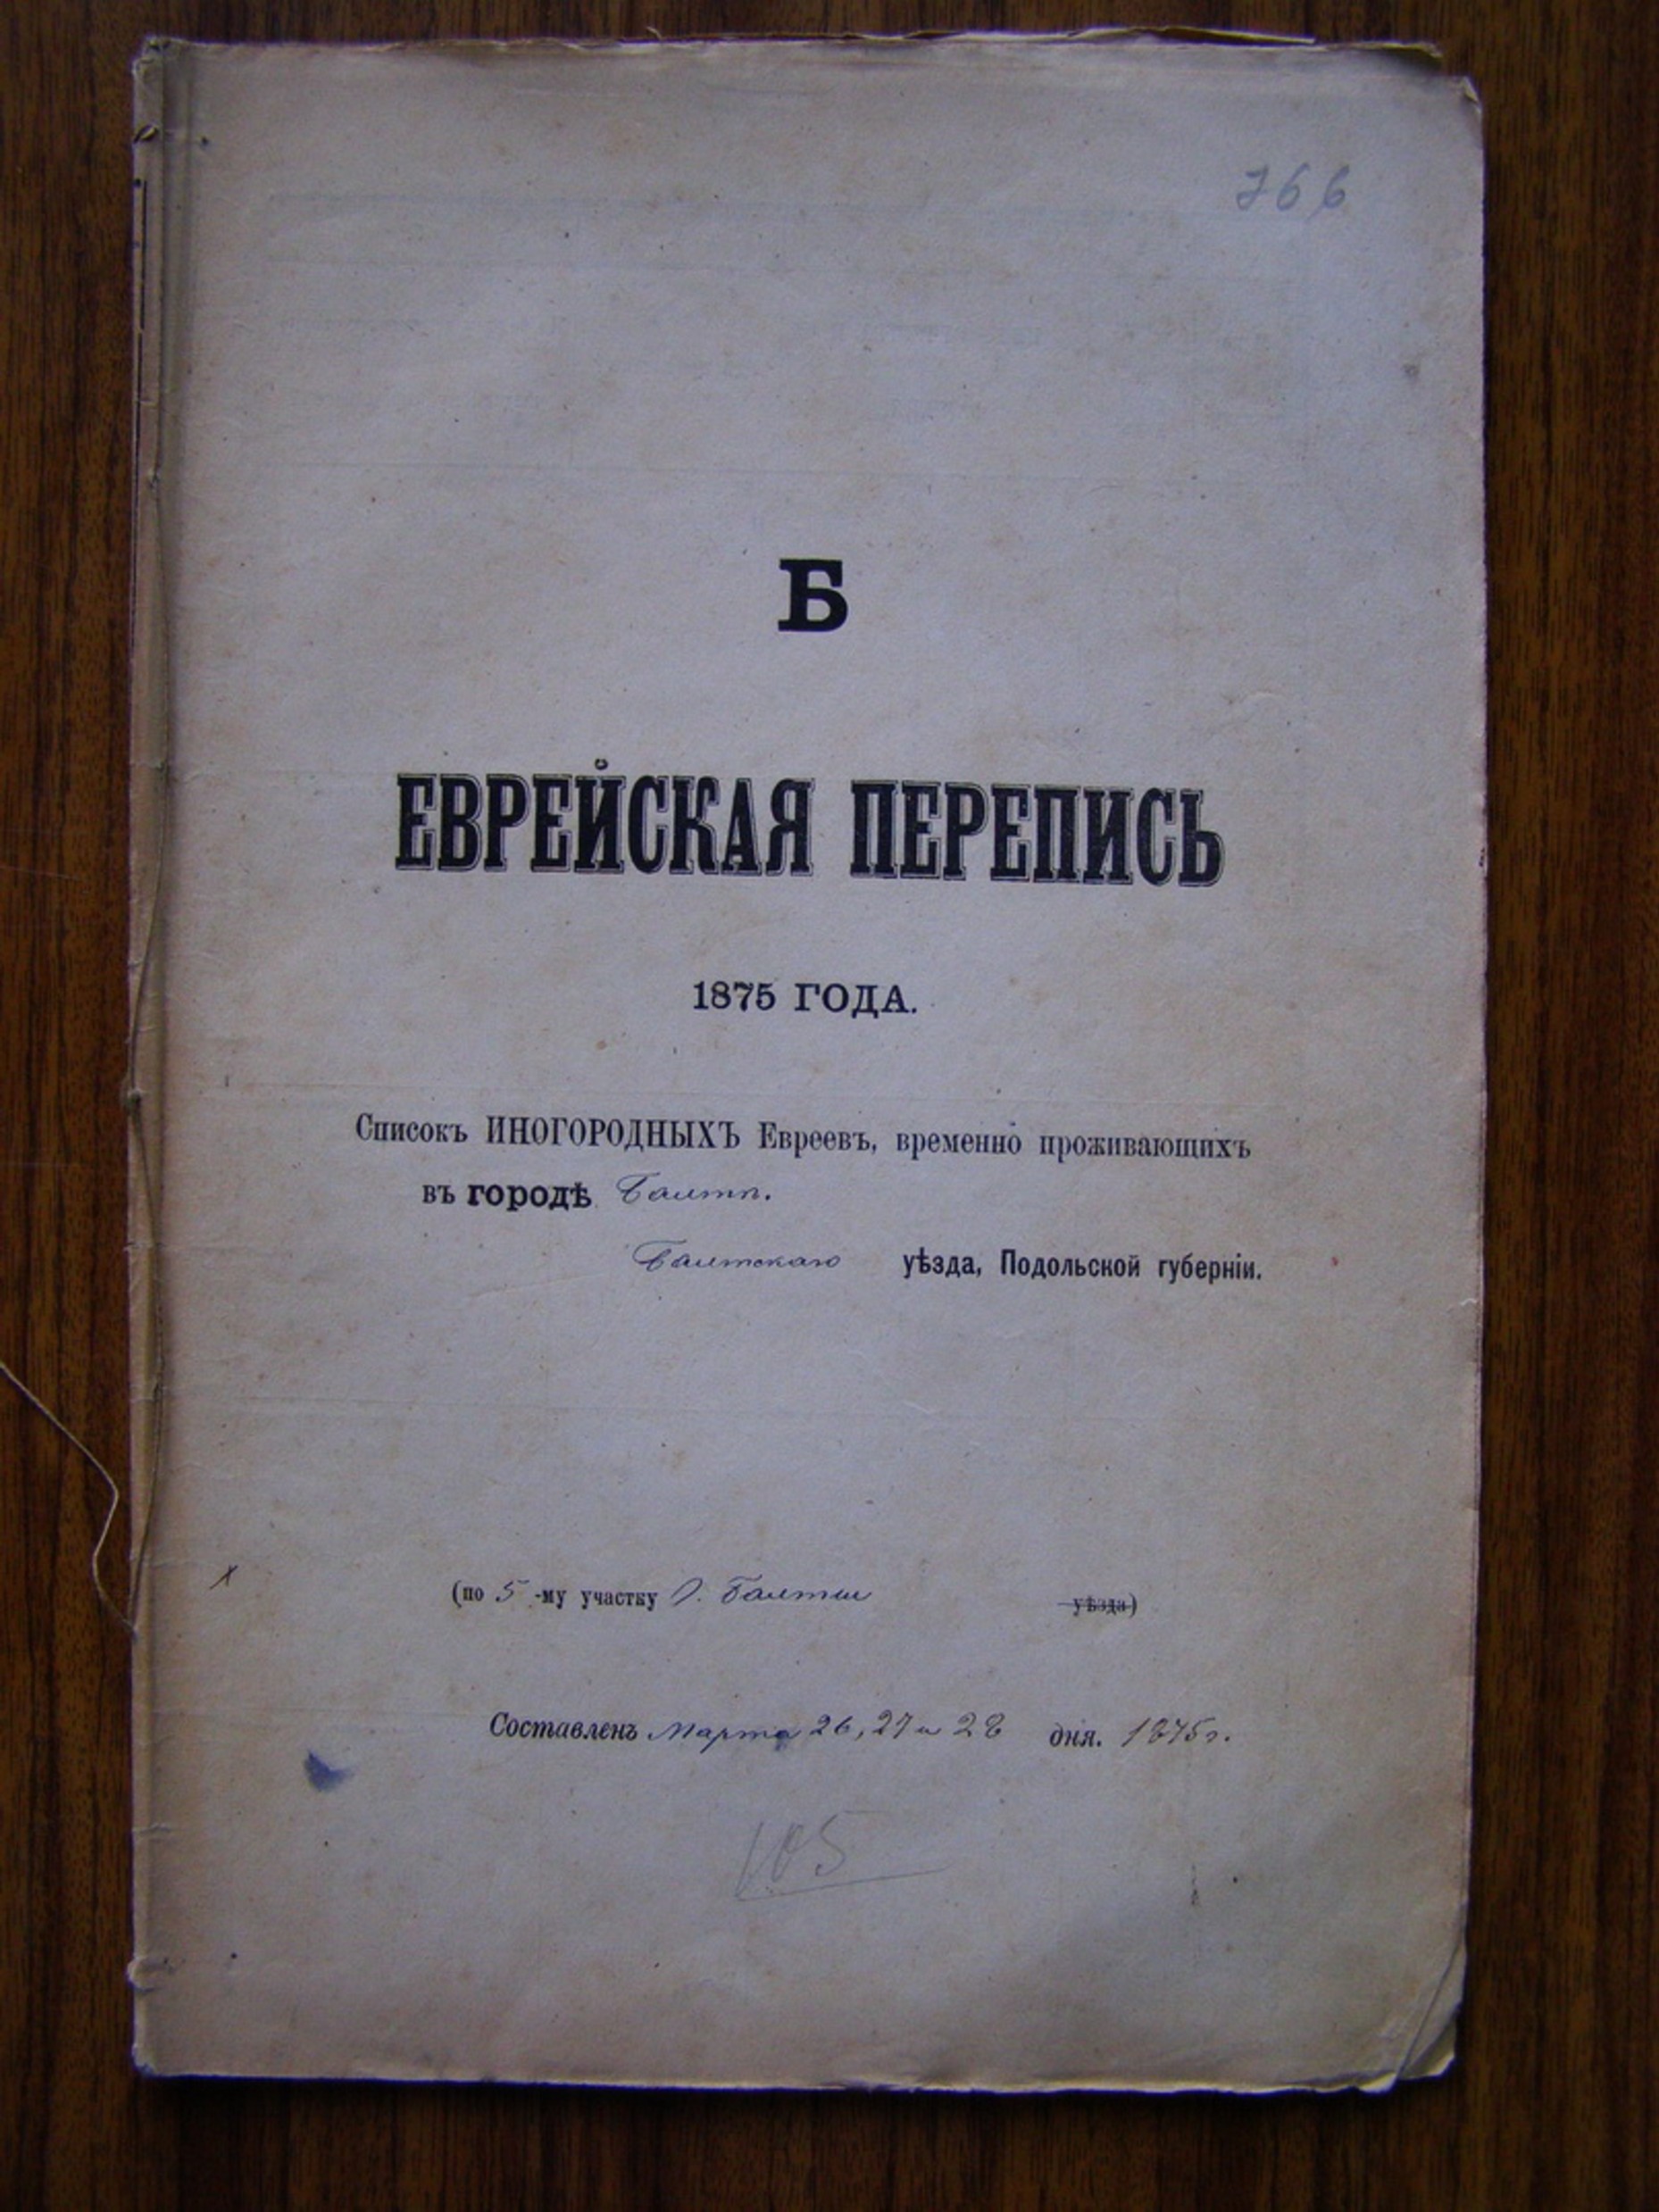 766
Б
ЕВРЕЙСКАЯ ПЕРЕПИСЬ
1875 ГОДА.
Списокъ ИНОГОРОДНЫХЪ Евреевъ, временно проживающихъ
въ городѣ Балтѣ.
Балтскаго уѣзда, Подольской губерніи.
(по 5-му участку г. Балты уѣзда)
Составленъ Марта 26, 27 и 28 дня. 1875 г.
105